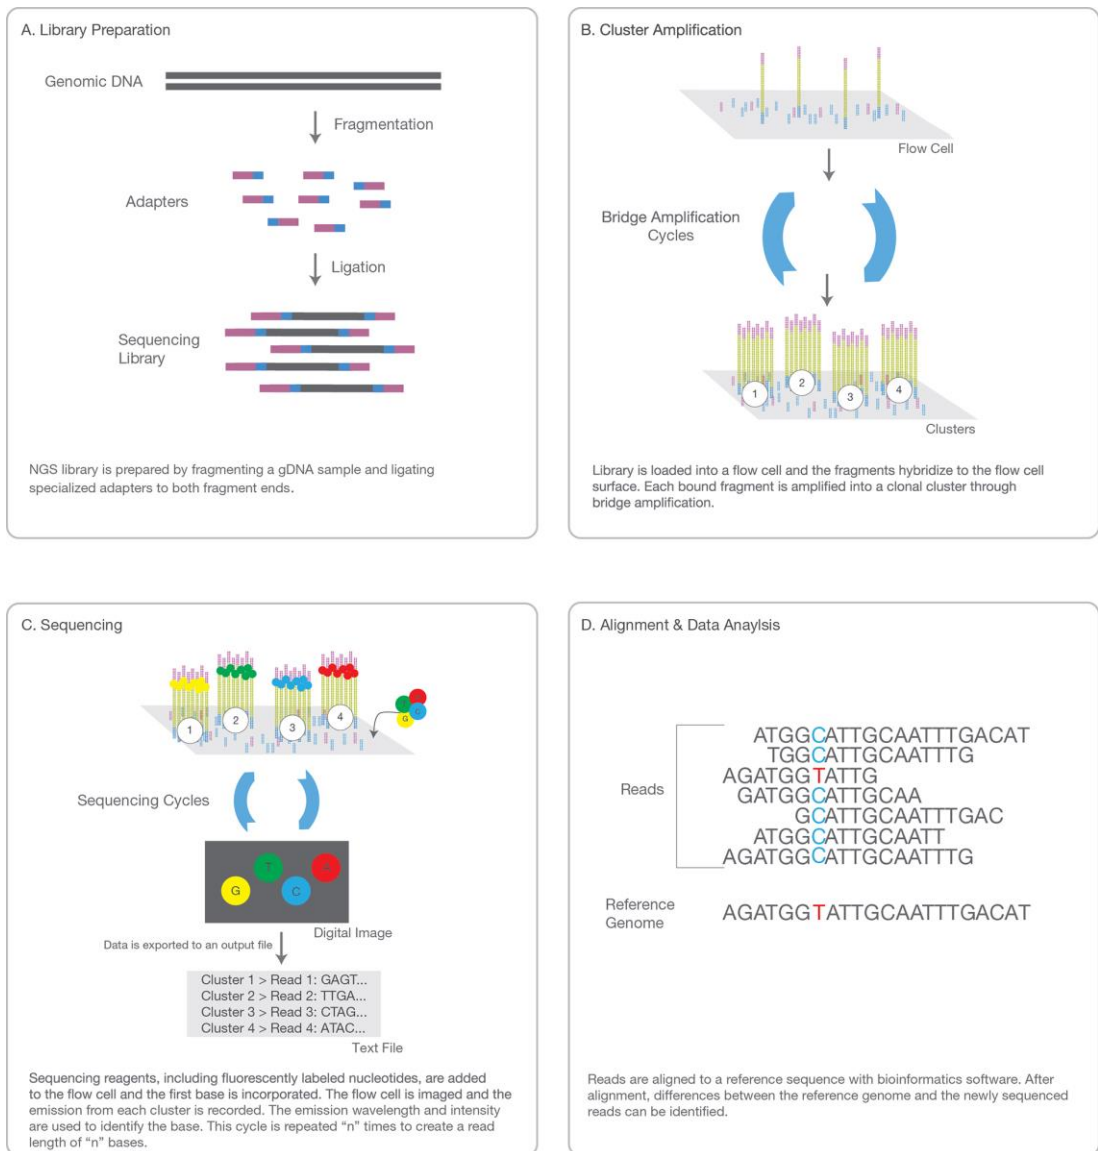 A. Library Preparation
Genomic DNA
Fragmentation
Adapters
Ligation
Sequencing
Library
NGS library is prepared by fragmenting a gDNA sample and ligating
specialized adapters to both fragment ends.
B. Cluster Amplification
Flow Cell
Bridge Amplification
Cycles
1
2
3
4
Clusters
Library is loaded into a flow cell and the fragments hybridize to the flow cell
surface. Each bound fragment is amplified into a clonal cluster through
bridge amplification.
C. Sequencing
1
2
3
4
G
Sequencing Cycles
G
T
C
A
Digital Image
Data is exported to an output file
Cluster 1 > Read 1: GAGT...
Cluster 2 > Read 2: TTGA...
Cluster 3 > Read 3: CTAG...
Cluster 4 > Read 4: ATAC...
Text File
Sequencing reagents, including fluorescently labeled nucleotides, are added
to the flow cell and the first base is incorporated. The flow cell is imaged and the
emission from each cluster is recorded. The emission wavelength and intensity
are used to identify the base. This cycle is repeated “n” times to create a read
length of “n” bases.
D. Alignment & Data Anaylsis
Reads
ATGGCATTGCAATTTGACAT
TGGCATTGCAATTTG
AGATGGTATTG
GATGGCATTGCAA
GCATTGCAATTTGAC
ATGGCATTGCAATT
AGATGGCATTGCAATTTG
Reference
Genome
AGATGGTATTGCAATTTGACAT
Reads are aligned to a reference sequence with bioinformatics software. After
alignment, differences between the reference genome and the newly sequenced
reads can be identified.